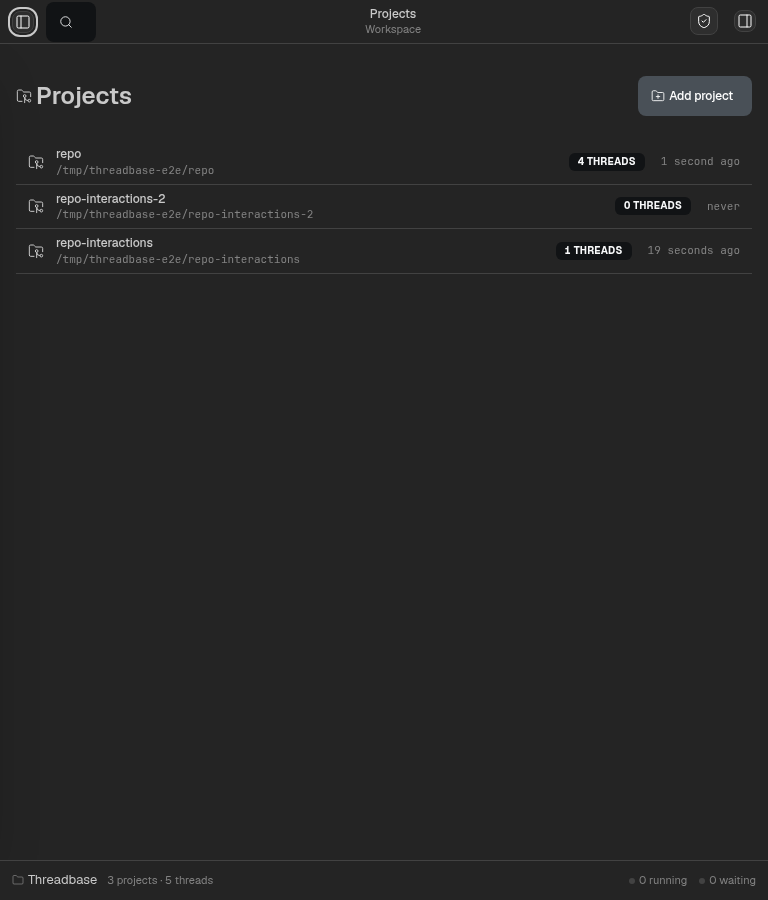 Projects
Workspace
Projects
Add project
repo
/tmp/threadbase-e2e/repo
4 THREADS
1 second ago
repo-interactions-2
/tmp/threadbase-e2e/repo-interactions-2
0 THREADS
never
repo-interactions
/tmp/threadbase-e2e/repo-interactions
1 THREADS
19 seconds ago
Threadbase
3 projects · 5 threads
0 running
0 waiting